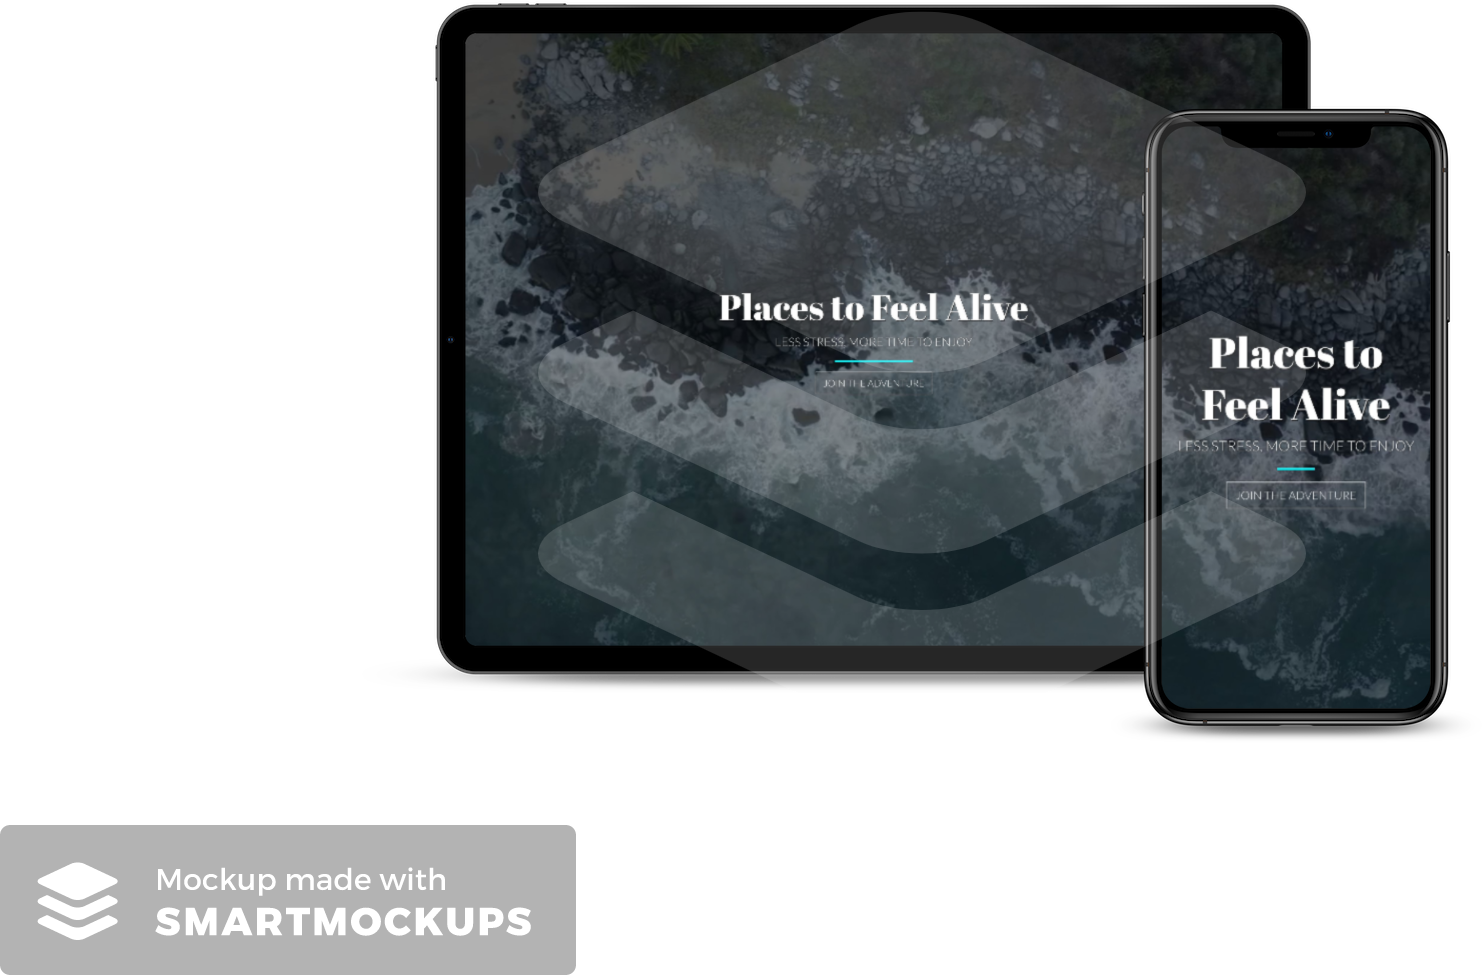 Places to Feel Alive
LESS STRESS, MORE TIME TO ENJOY
JOIN THE ADVENTURE
Places to
Feel Alive
LESS STRESS, MORE TIME TO ENJOY
JOIN THE ADVENTURE
Mockup made with
SMARTMOCKUPS